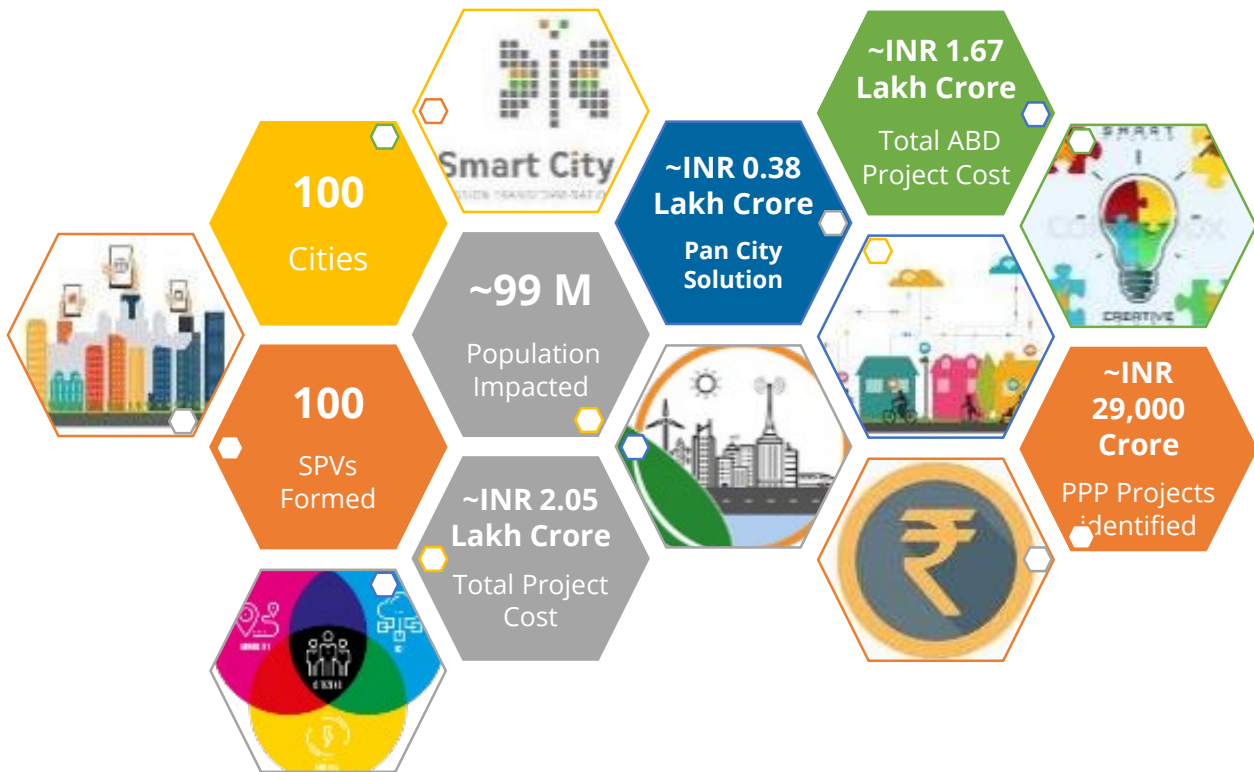 100
Cities
100
SPVs
Formed
Smart City
~99 M
Population
Impacted
~INR 2.05
Lakh Crore
Total Project
Cost
~INR 0.38
Lakh Crore
Pan City
Solution
~INR 1.67
Lakh Crore
Total ABD
Project Cost
SMART
CREATIVE
~INR
29,000
Crore
PPP Projects
identified
₹